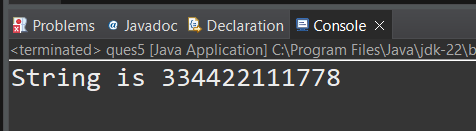 Problems @ Javadoc Declaration Console ×
<terminated> ques5 [Java Application] C:\Program Files\Java\jdk-22\b
String is 334422111778